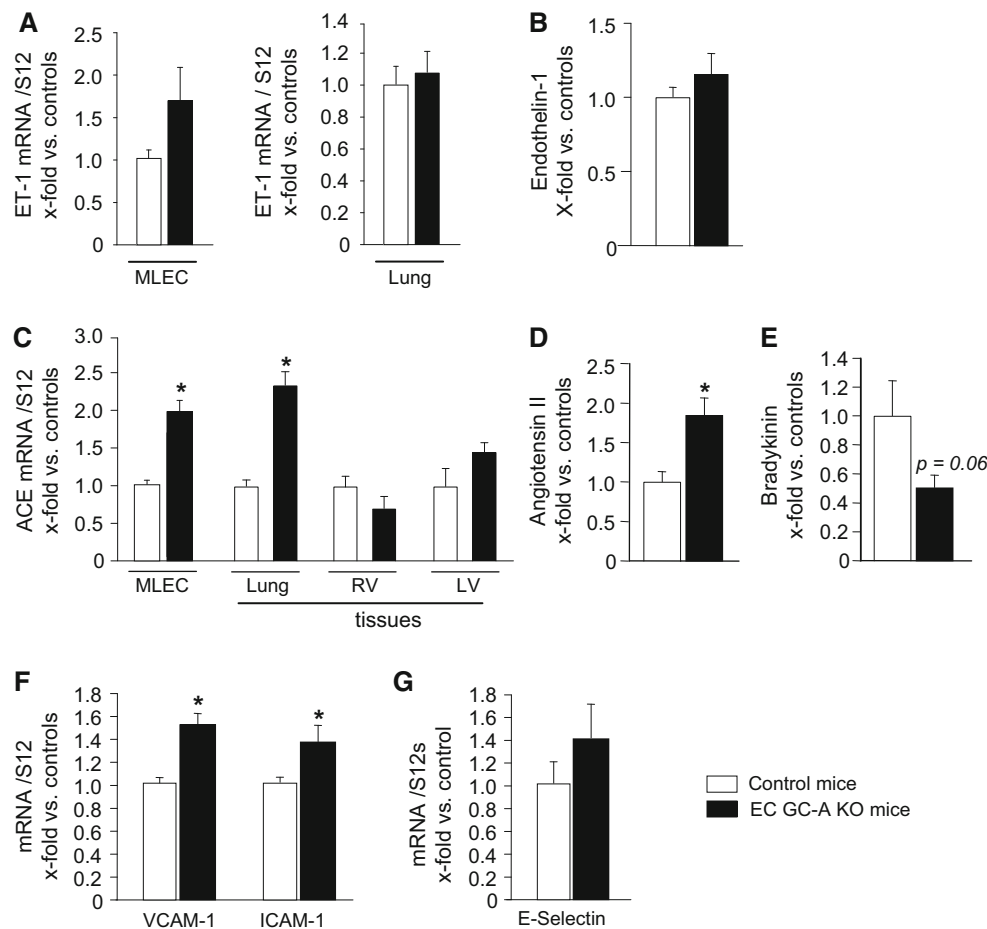 A
ET-1 mRNA /S12
x-fold vs. controls
2.5
2.0
1.5
1.0
0.5
0
MLEC
ET-1 mRNA / S12
x-fold vs. controls
1.4
1.2
1.0
0.8
0.6
0.4
0.2
0
Lung
B
Endothelin-1
X-fold vs. controls
1.5
1.0
0.5
0
C
ACE mRNA /S12
x-fold vs. controls
3.0
2.5
2.0
1.5
1.0
0.5
0
*
*
MLEC
Lung
RV
LV
tissues
D
Angiotensin II
x-fold vs. controls
2.5
2.0
1.5
1.0
0.5
0
*
E
Bradykinin
x-fold vs. controls
1.4
1.2
1.0
0.8
0.6
0.4
0.2
0
p = 0.06
F
mRNA /S12
x-fold vs. controls
1.8
1.6
1.4
1.2
1.0
0.8
0.6
0.4
0.2
0
*
*
VCAM-1
ICAM-1
G
mRNA /S12s
x-fold vs. control
1.8
1.6
1.4
1.2
1.0
0.8
0.6
0.4
0.2
0
E-Selectin
Control mice
EC GC-A KO mice